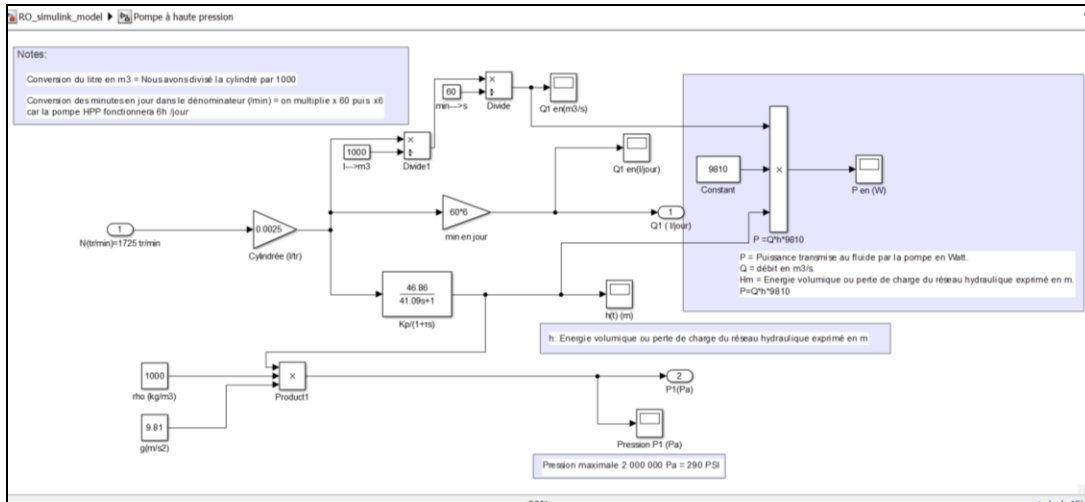 RO_simulink_model ▶ Pompe à haute pression
Notes:
Conversion du litre en m3 = Nous avons divisé la cylindré par 1000
Conversion des minutes en jour dans le dénominateur (/min) = on multiplie x 60 puis x6
car la pompe HPP fonctionnera 6h /jour
60
min--->s
×
÷
Divide
Q1 en(m3/s)
1000
l--->m3
×
÷
Divide1
Q1 en(l/jour)
9810
Constant
×
P =Q*h*9810
P en (W)
1
N(tr/min)=1725 tr/min
0.0025
Cylindrée (l/tr)
60*6
min en jour
1
Q1 ( l/jour)
P = Puissance transmise au fluide par la pompe en Watt.
Q = débit en m3/s.
Hm = Energie volumique ou perte de charge du réseau hydraulique exprimé en m.
P=Q*h*9810
46.86
41.09s+1
Kp/(1+τs)
h(t) (m)
h: Energie volumique ou perte de charge du réseau hydraulique exprimé en m
1000
rho (kg/m3)
×
Product1
2
P1(Pa)
9.81
g(m/s2)
Pression P1 (Pa)
Pression maximale 2 000 000 Pa = 290 PSI